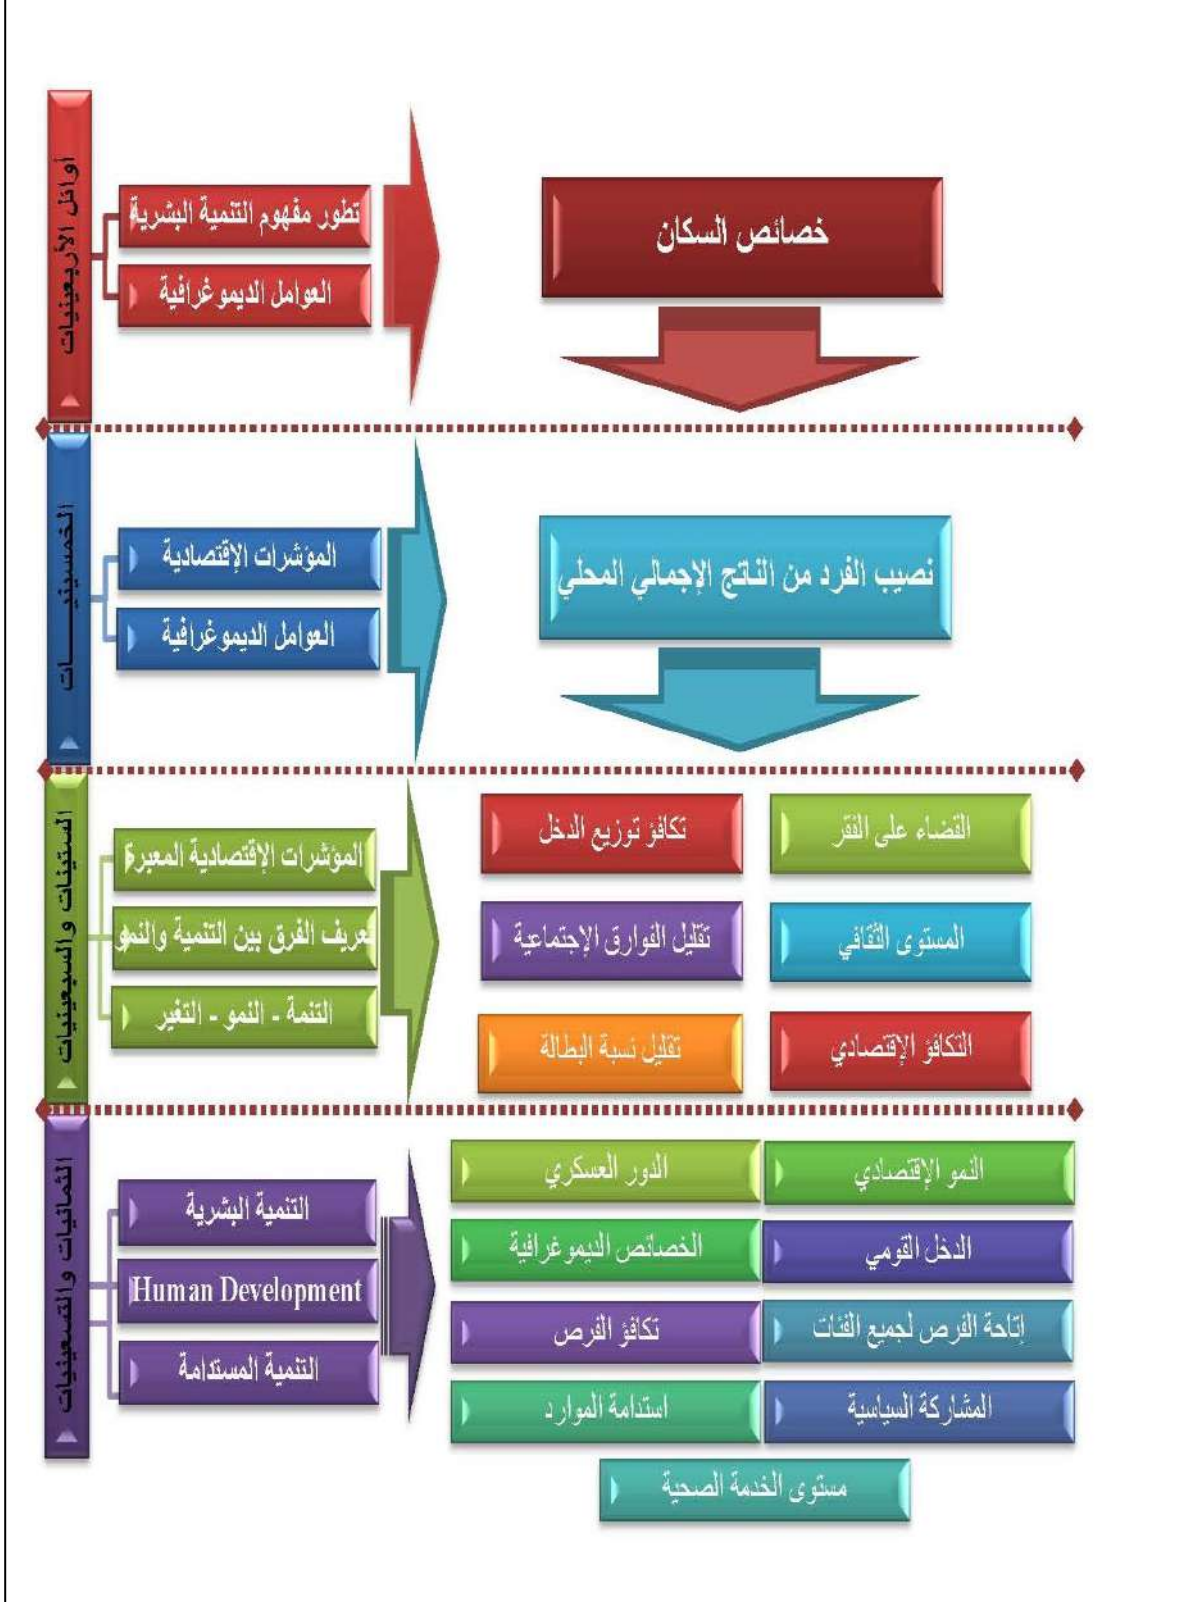 أوائل الأربعينيات
تطور مفهوم التنمية البشرية
العوامل الديموغرافية
خصائص السكان
الخمسينيــــــات
المؤشرات الإقتصادية
العوامل الديموغرافية
نصيب الفرد من الناتج الإجمالي المحلي
الستينات والسبعينيات
المؤشرات الإقتصادية المعبرة
عريف الفرق بين التنمية والنمو
التنمة - النمو - التغير
القضاء على الفقر
تكافؤ توزيع الدخل
المستوى الثقافي
تقليل الفوارق الإجتماعية
التكافؤ الإقتصادي
تقليل نسبة البطالة
الثمانيات والتسعينيات
التنمية البشرية
Human Development
التنمية المستدامة
النمو الإقتصادي
الدور العسكري
الدخل القومي
الخصائص الديموغرافية
إتاحة الفرص لجميع الفئات
تكافؤ الفرص
المشاركة السياسية
استدامة الموارد
مستوى الخدمة الصحية